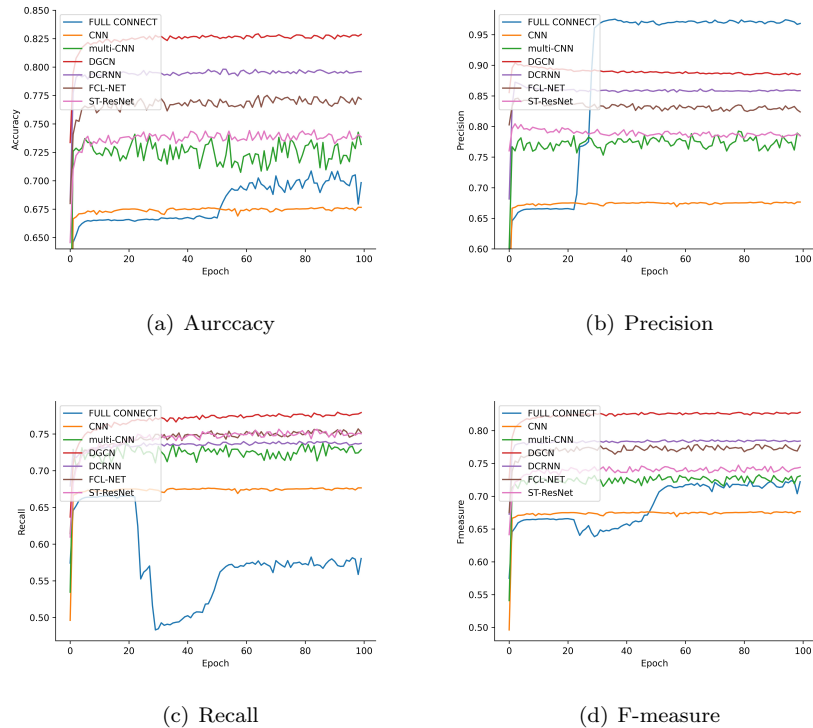 0.850
0.825
0.800
0.775
0.750
0.725
0.700
0.675
0.650
Accuracy
FULL CONNECT
CNN
multi-CNN
DGCN
DCRNN
FCL-NET
ST-ResNet
0 20 40 60 80 100
Epoch
(a) Aurccacy
0.95
0.90
0.85
0.80
0.75
0.70
0.65
0.60
Precision
FULL CONNECT
CNN
multi-CNN
DGCN
DCRNN
FCL-NET
ST-ResNet
0 20 40 60 80 100
Epoch
(b) Precision
0.75
0.70
0.65
0.60
0.55
0.50
Recall
FULL CONNECT
CNN
multi-CNN
DGCN
DCRNN
FCL-NET
ST-ResNet
0 20 40 60 80 100
Epoch
(c) Recall
0.80
0.75
0.70
0.65
0.60
0.55
0.50
Fmeasure
FULL CONNECT
CNN
multi-CNN
DGCN
DCRNN
FCL-NET
ST-ResNet
0 20 40 60 80 100
Epoch
(d) F-measure